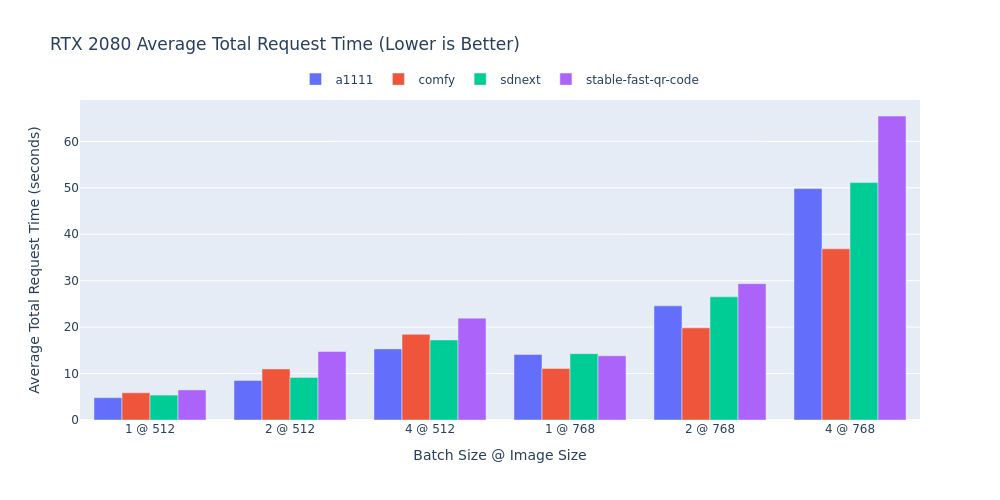 RTX 2080 Average Total Request Time (Lower is Better)
a1111 comfy sdnext stable-fast-qr-code
Average Total Request Time (seconds)
60
50
40
30
20
10
0
1 @ 512 2 @ 512 4 @ 512 1 @ 768 2 @ 768 4 @ 768
Batch Size @ Image Size